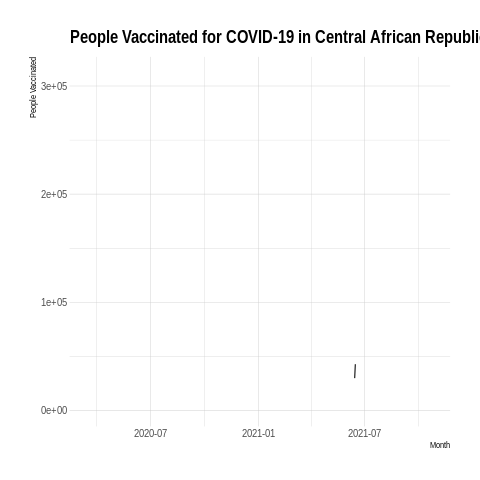 People Vaccinated for COVID-19 in Central African Republi
People Vaccinated
3e+05
2e+05
1e+05
0e+00
2020-07
2021-01
2021-07
Month